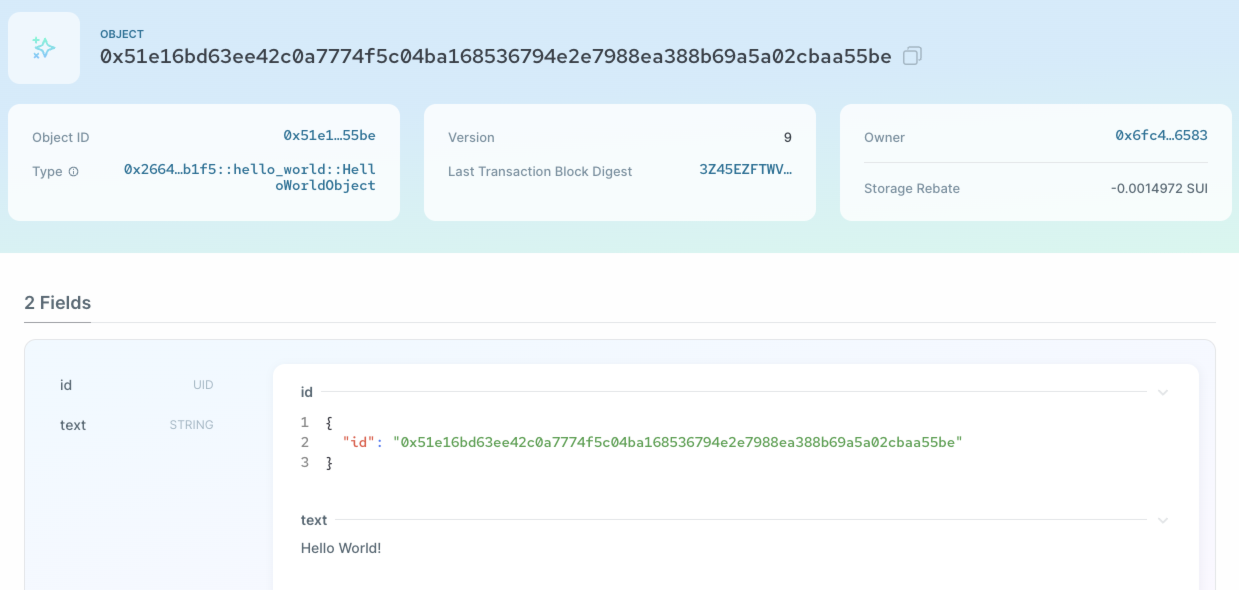 OBJECT
0x51e16bd63ee42c0a7774f5c04ba168536794e2e7988ea388b69a5a02cbaa55be
Object ID
0x51e1…55be
Type
0x2664…b1f5::hello_world::Hell
oWorldObject
Version
9
Last Transaction Block Digest
3Z45EZFTWV…
Owner
0x6fc4…6583
Storage Rebate
-0.0014972 SUI
2 Fields
id
UID
text
STRING
id
1 {
2 "id": "0x51e16bd63ee42c0a7774f5c04ba168536794e2e7988ea388b69a5a02cbaa55be"
3 }
text
Hello World!